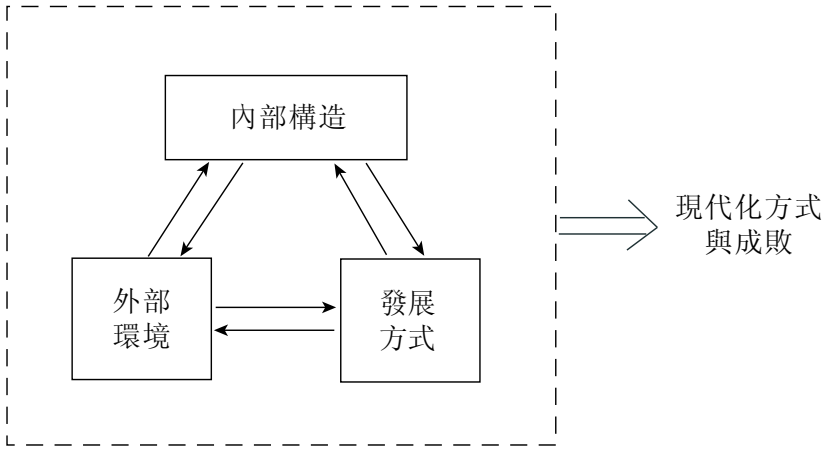 內部構造
外部
環境
發展
方式
現代化方式
與成敗